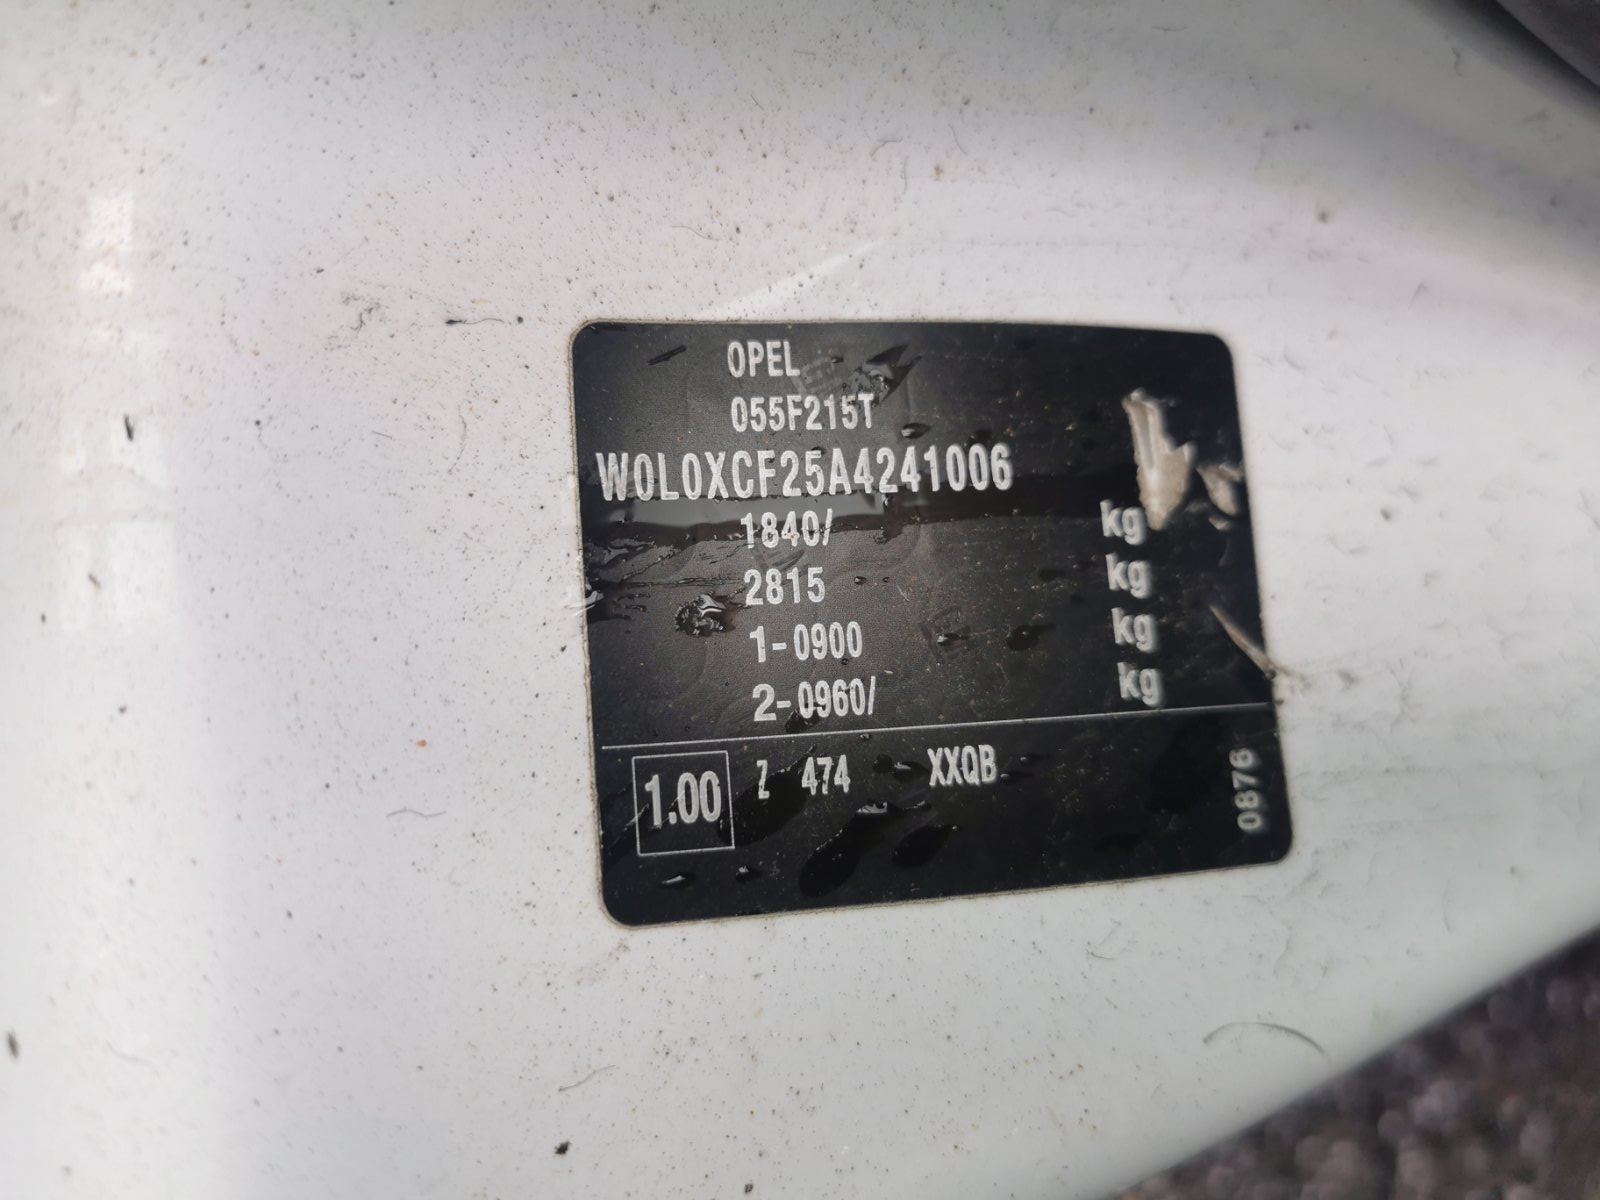 OPEL
055F215T
W0L0XCF25A4241006
1840/ kg
2815 kg
1-0900 kg
2-0960/ kg
1.00 Z 474 XXQB
0876